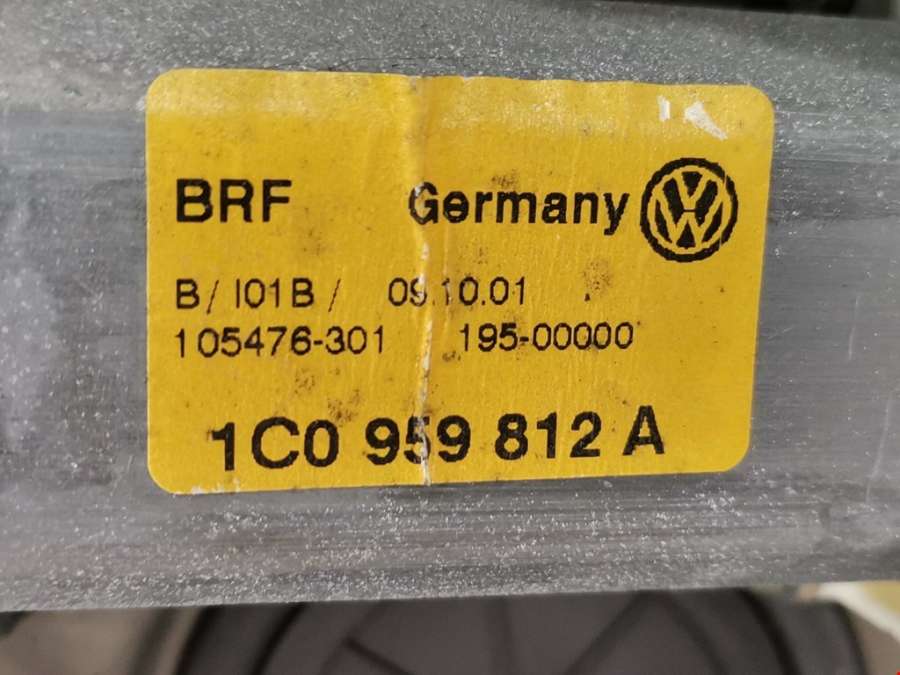 BRF Germany
B/ I01B / 09.10.01
105476-301 195-00000
1C0 959 812 A